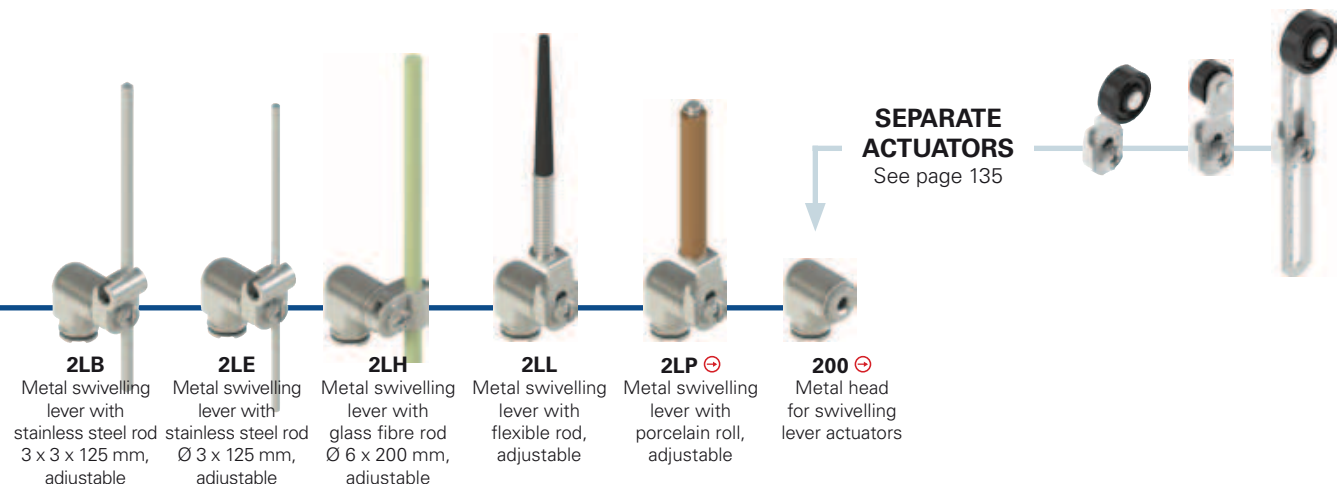 SEPARATE
ACTUATORS
See page 135
2LB
Metal swivelling
lever with
stainless steel rod
3 x 3 x 125 mm,
adjustable
2LE
Metal swivelling
lever with
stainless steel rod
Ø 3 x 125 mm,
adjustable
2LH
Metal swivelling
lever with
glass fibre rod
Ø 6 x 200 mm,
adjustable
2LL
Metal swivelling
lever with
flexible rod,
adjustable
2LP
Metal swivelling
lever with
porcelain roll,
adjustable
200
Metal head
for swivelling
lever actuators